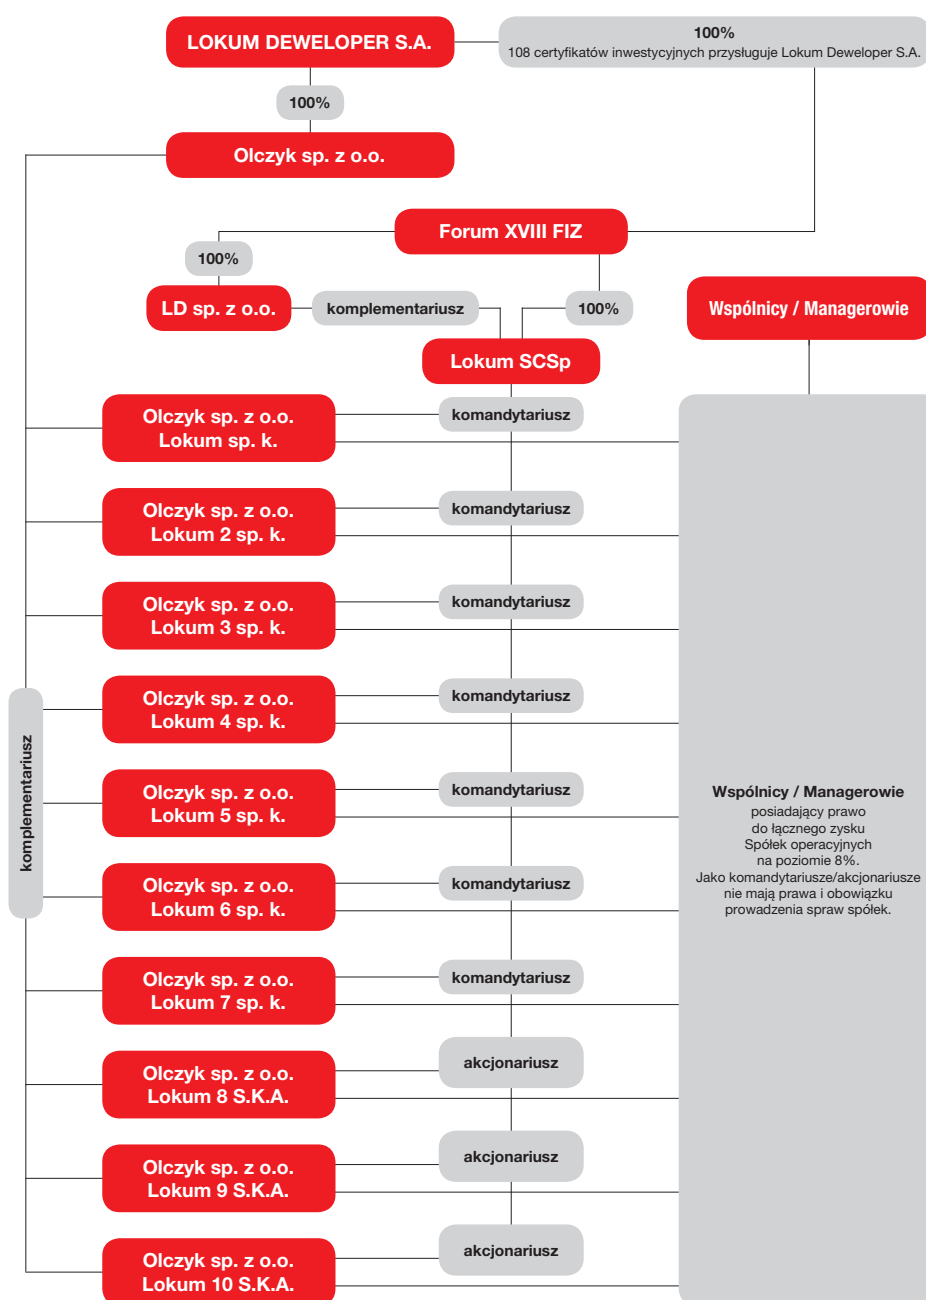 LOKUM DEWELOPER S.A.
100%
108 certyfikatów inwestycyjnych przysługuje Lokum Deweloper S.A.
100%
Olczyk sp. z o.o.
Forum XVIII FIZ
100%
LD sp. z o.o.
komplementariusz
100%
Wspólnicy / Managerowie
Lokum SCSp
Olczyk sp. z o.o.
Lokum sp. k.
komandytariusz
Olczyk sp. z o.o.
Lokum 2 sp. k.
komandytariusz
Olczyk sp. z o.o.
Lokum 3 sp. k.
komandytariusz
Olczyk sp. z o.o.
Lokum 4 sp. k.
komandytariusz
komplementariusz
Olczyk sp. z o.o.
Lokum 5 sp. k.
komandytariusz
Wspólnicy / Managerowie
posiadający prawo
do łącznego zysku
Spółek operacyjnych
na poziomie 8%.
Jako komandytariusze/akcjonariusze
nie mają prawa i obowiązku
prowadzenia spraw spółek.
Olczyk sp. z o.o.
Lokum 6 sp. k.
komandytariusz
Olczyk sp. z o.o.
Lokum 7 sp. k.
komandytariusz
Olczyk sp. z o.o.
Lokum 8 S.K.A.
akcjonariusz
Olczyk sp. z o.o.
Lokum 9 S.K.A.
akcjonariusz
Olczyk sp. z o.o.
Lokum 10 S.K.A.
akcjonariusz